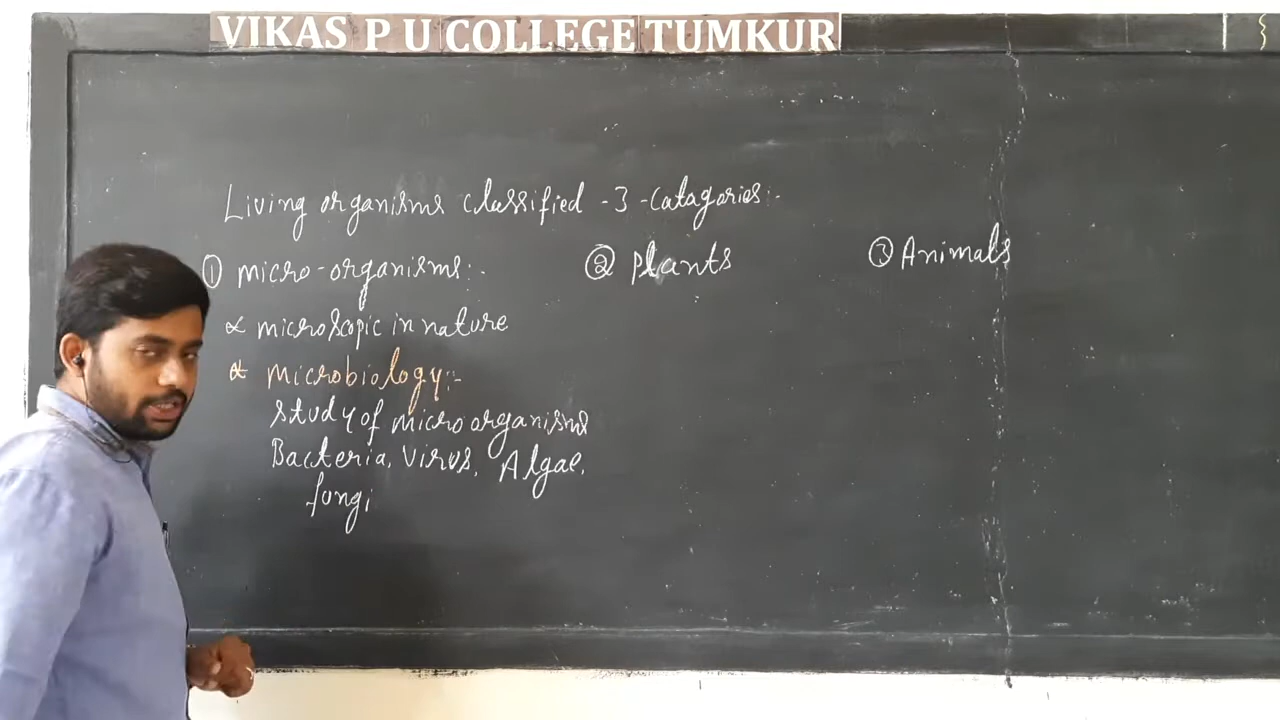 VIKAS P U COLLEGE TUMKUR
Living organisms classified - 3 - Catagories:-
① micro-organisms:- ② Plants ③ Animals
∝ microscopic in nature
∝ microbiology:-
study of micro organisms
Bacteria, Virus, Algae,
fungi